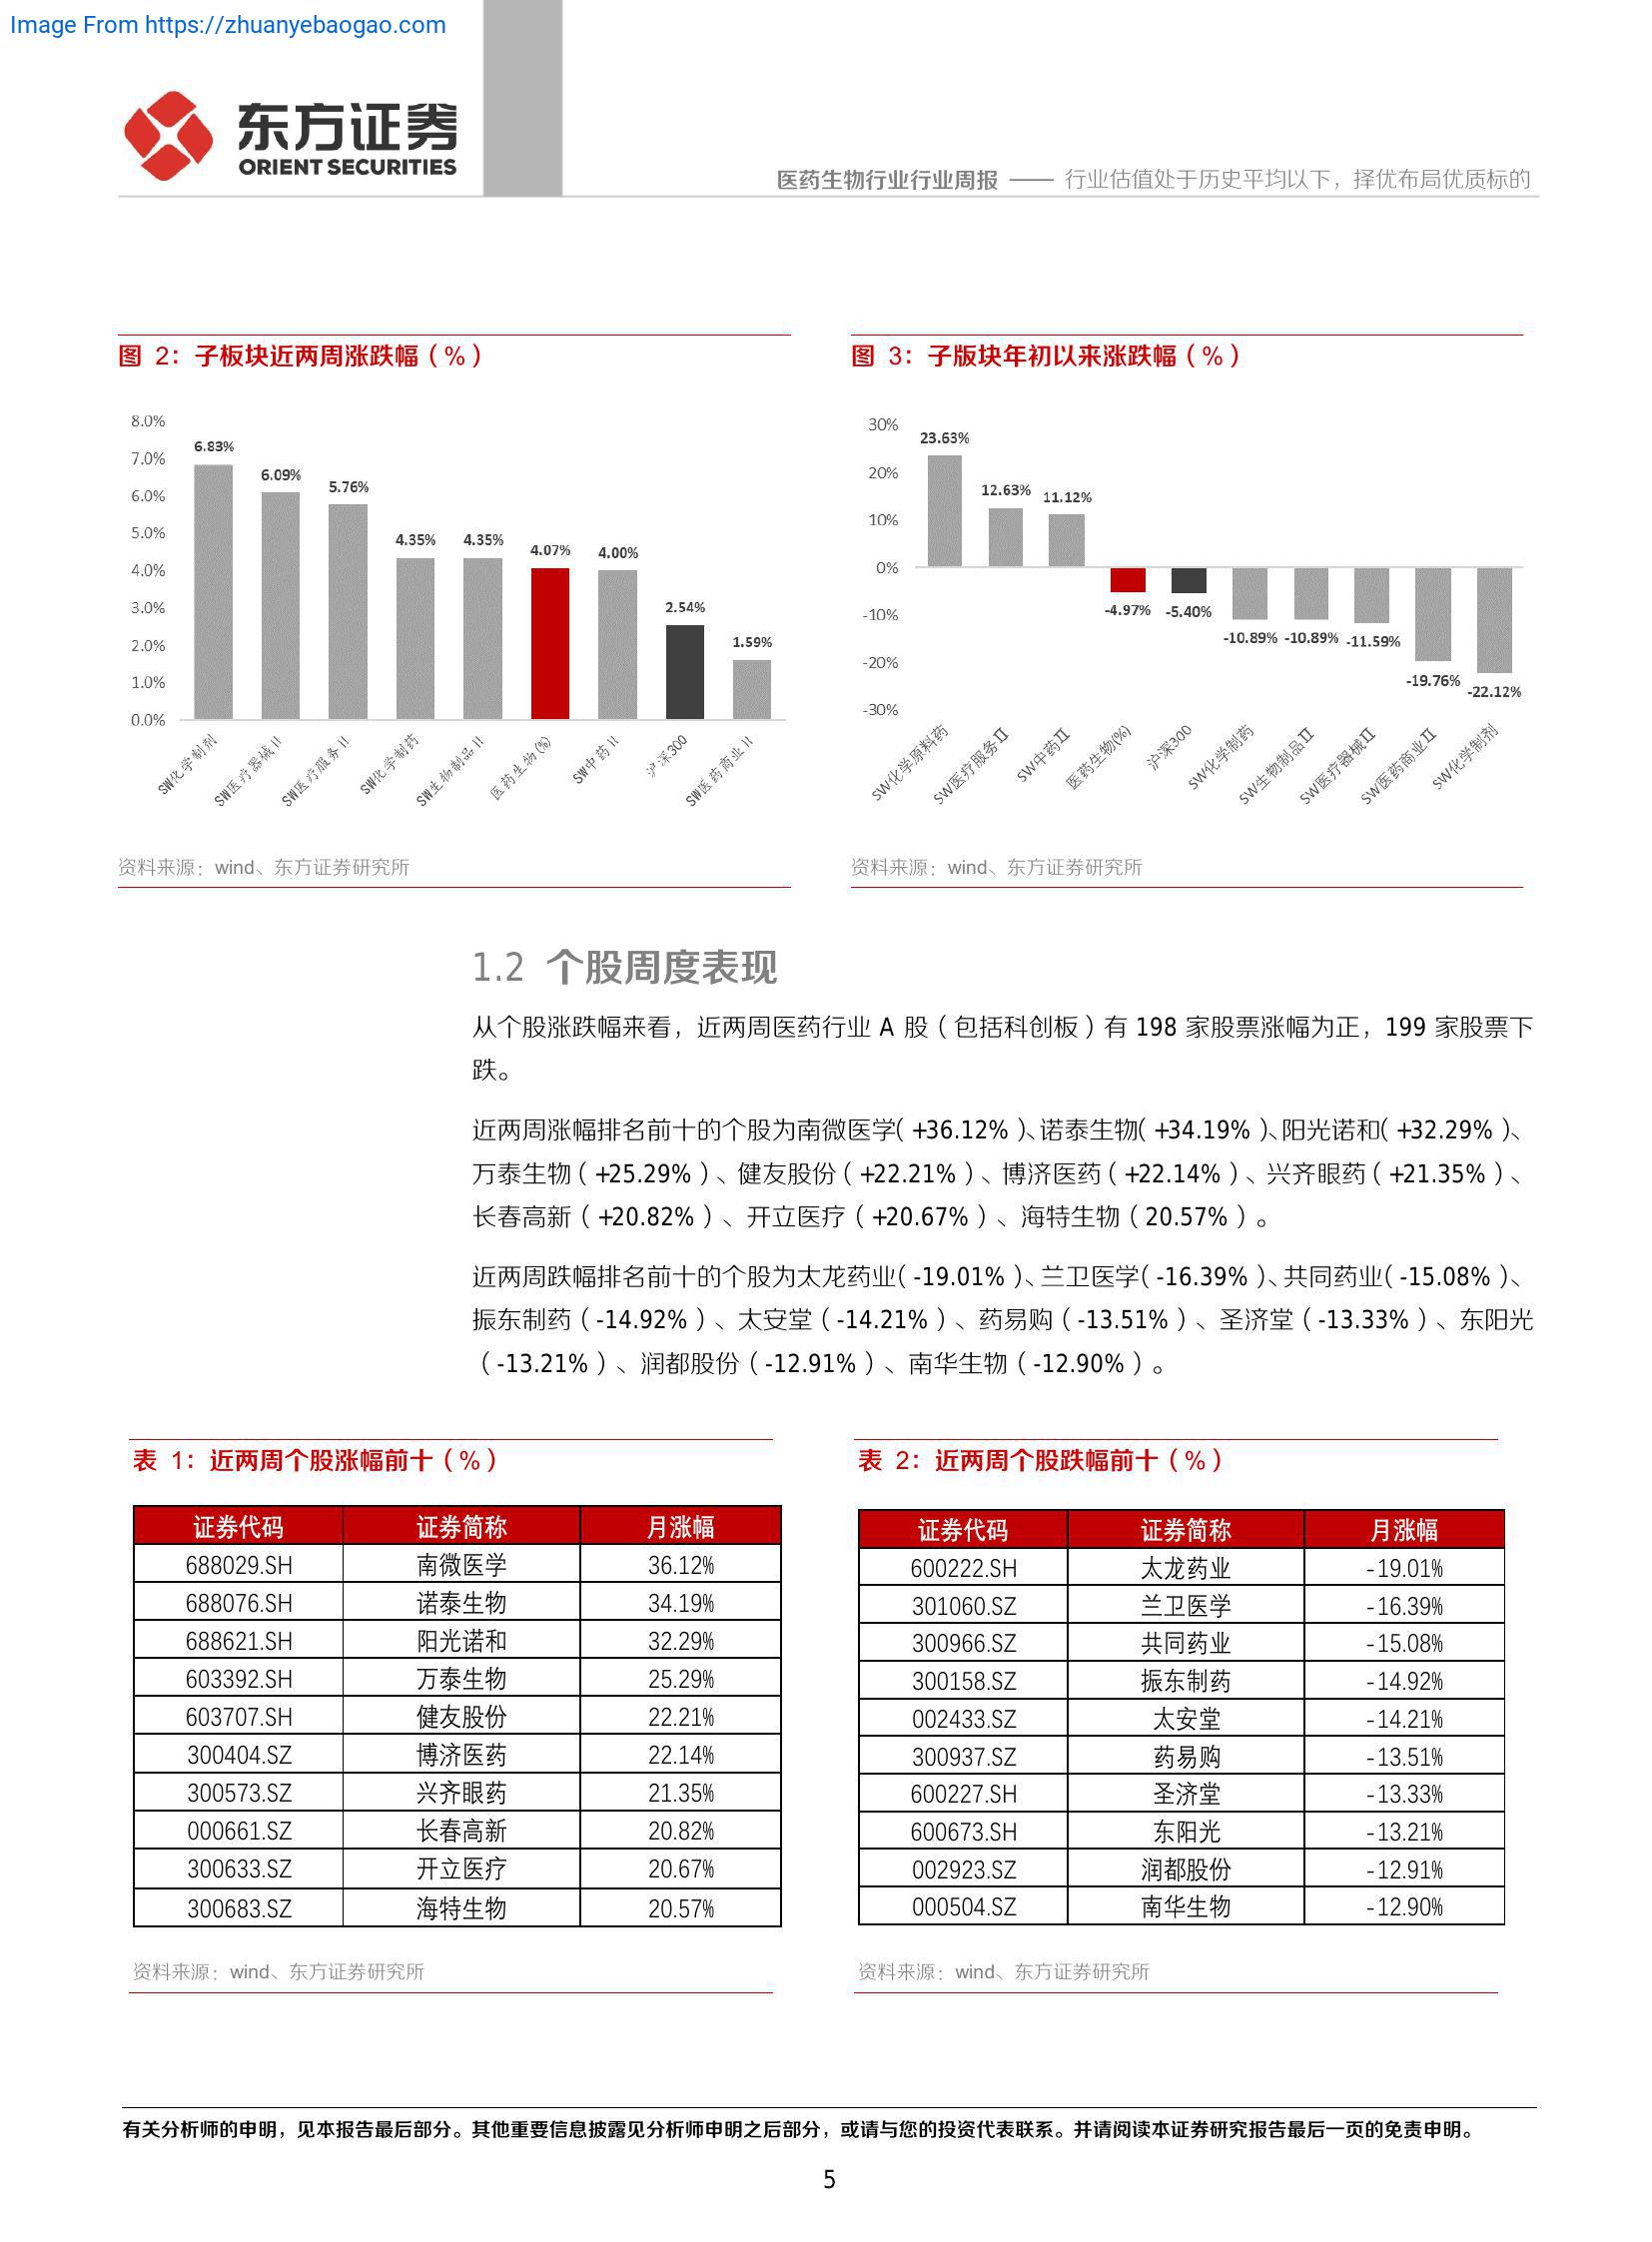 Image From https://zhuanyebaogao.com
东方证券
ORIENT SECURITIES
医药生物行业行业周报 —— 行业估值处于历史平均以下，择优布局优质标的
图 2：子板块近两周涨跌幅（%）
8.0%
7.0%
6.0%
5.0%
4.0%
3.0%
2.0%
1.0%
0.0%
6.83%
6.09%
5.76%
4.35%
4.35%
4.07%
4.00%
2.54%
1.59%
SW化学制剂
SW医疗器械Ⅱ
SW医疗服务Ⅱ
SW化学制药
SW生物制品Ⅱ
医药生物(%)
SW中药Ⅱ
沪深300
SW医药商业Ⅱ
资料来源：wind、东方证券研究所
图 3：子版块年初以来涨跌幅（%）
30%
20%
10%
0%
-10%
-20%
-30%
23.63%
12.63%
11.12%
-4.97%
-5.40%
-10.89%
-10.89%
-11.59%
-19.76%
-22.12%
SW化学原料药
SW医疗服务Ⅱ
SW中药Ⅱ
医药生物(%)
沪深300
SW化学制药
SW生物制品Ⅱ
SW医疗器械Ⅱ
SW医药商业Ⅱ
SW化学制剂
资料来源：wind、东方证券研究所
1.2 个股周度表现
从个股涨跌幅来看，近两周医药行业 A 股（包括科创板）有 198 家股票涨幅为正，199 家股票下
跌。
近两周涨幅排名前十的个股为南微医学（+36.12%）、诺泰生物（+34.19%）、阳光诺和（+32.29%）、
万泰生物（+25.29%）、健友股份（+22.21%）、博济医药（+22.14%）、兴齐眼药（+21.35%）、
长春高新（+20.82%）、开立医疗（+20.67%）、海特生物（20.57%）。
近两周跌幅排名前十的个股为太龙药业（-19.01%）、兰卫医学（-16.39%）、共同药业（-15.08%）、
振东制药（-14.92%）、太安堂（-14.21%）、药易购（-13.51%）、圣济堂（-13.33%）、东阳光
（-13.21%）、润都股份（-12.91%）、南华生物（-12.90%）。
表 1：近两周个股涨幅前十（%）
证券代码 证券简称 月涨幅
688029.SH 南微医学 36.12%
688076.SH 诺泰生物 34.19%
688621.SH 阳光诺和 32.29%
603392.SH 万泰生物 25.29%
603707.SH 健友股份 22.21%
300404.SZ 博济医药 22.14%
300573.SZ 兴齐眼药 21.35%
000661.SZ 长春高新 20.82%
300633.SZ 开立医疗 20.67%
300683.SZ 海特生物 20.57%
资料来源：wind、东方证券研究所
表 2：近两周个股跌幅前十（%）
证券代码 证券简称 月涨幅
600222.SH 太龙药业 -19.01%
301060.SZ 兰卫医学 -16.39%
300966.SZ 共同药业 -15.08%
300158.SZ 振东制药 -14.92%
002433.SZ 太安堂 -14.21%
300937.SZ 药易购 -13.51%
600227.SH 圣济堂 -13.33%
600673.SH 东阳光 -13.21%
002923.SZ 润都股份 -12.91%
000504.SZ 南华生物 -12.90%
资料来源：wind、东方证券研究所
有关分析师的申明，见本报告最后部分。其他重要信息披露见分析师申明之后部分，或请与您的投资代表联系。并请阅读本证券研究报告最后一页的免责申明。
5